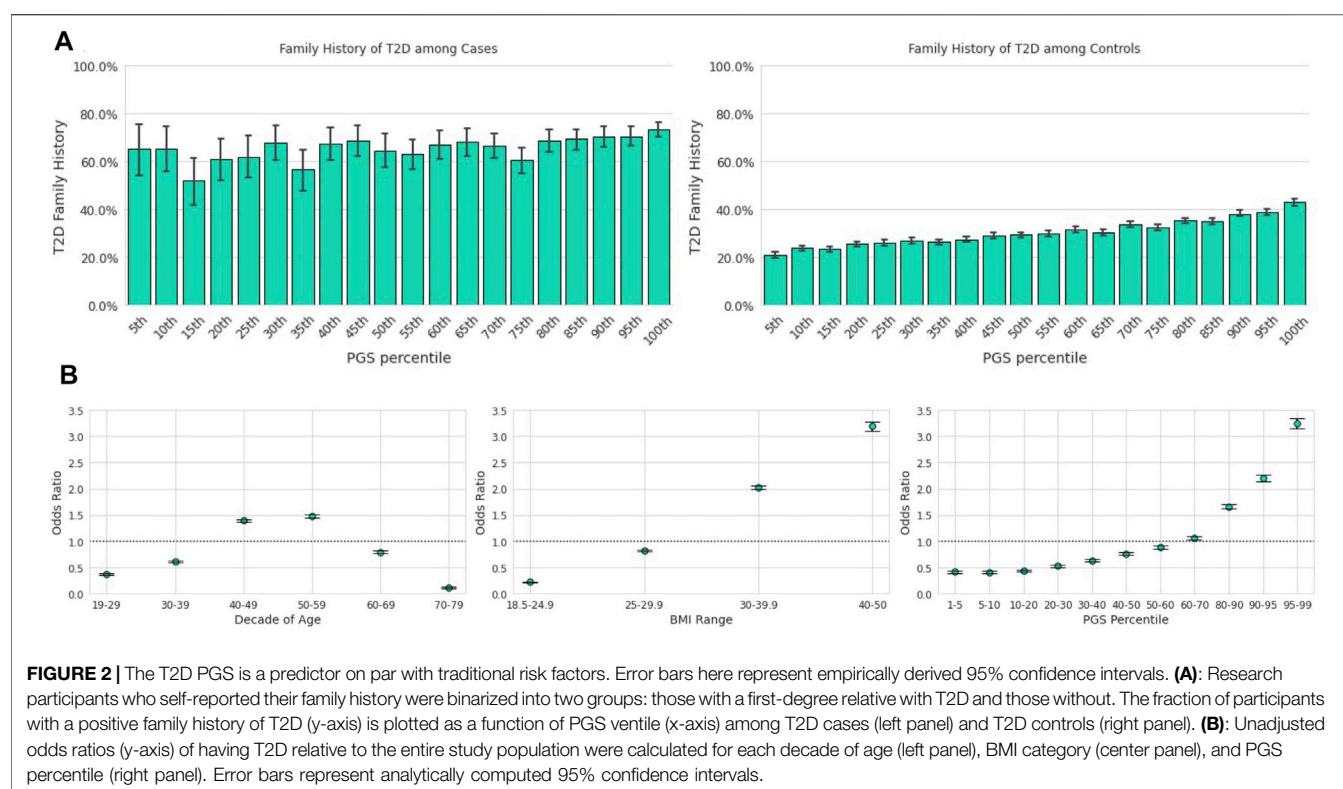 A
Family History of T2D among Cases
100.0%
80.0%
60.0%
40.0%
20.0%
0.0%
T2D Family History
5th 10th 15th 20th 25th 30th 35th 40th 45th 50th 55th 60th 65th 70th 75th 80th 85th 90th 95th 100th
PGS percentile
Family History of T2D among Controls
100.0%
80.0%
60.0%
40.0%
20.0%
0.0%
T2D Family History
5th 10th 15th 20th 25th 30th 35th 40th 45th 50th 55th 60th 65th 70th 75th 80th 85th 90th 95th 100th
PGS percentile
B
3.5
3.0
2.5
2.0
1.5
1.0
0.5
0.0
Odds Ratio
19-29 30-39 40-49 50-59 60-69 70-79
Decade of Age
3.5
3.0
2.5
2.0
1.5
1.0
0.5
0.0
Odds Ratio
18.5-24.9 25-29.9 30-39.9 40-50
BMI Range
3.5
3.0
2.5
2.0
1.5
1.0
0.5
0.0
Odds Ratio
1-5 5-10 10-20 20-30 30-40 40-50 50-60 60-70 80-90 90-95 95-99
PGS Percentile
FIGURE 2 | The T2D PGS is a predictor on par with traditional risk factors. Error bars here represent empirically derived 95% confidence intervals. (A): Research
participants who self-reported their family history were binarized into two groups: those with a first-degree relative with T2D and those without. The fraction of participants
with a positive family history of T2D (y-axis) is plotted as a function of PGS ventile (x-axis) among T2D cases (left panel) and T2D controls (right panel). (B): Unadjusted
odds ratios (y-axis) of having T2D relative to the entire study population were calculated for each decade of age (left panel), BMI category (center panel), and PGS
percentile (right panel). Error bars represent analytically computed 95% confidence intervals.